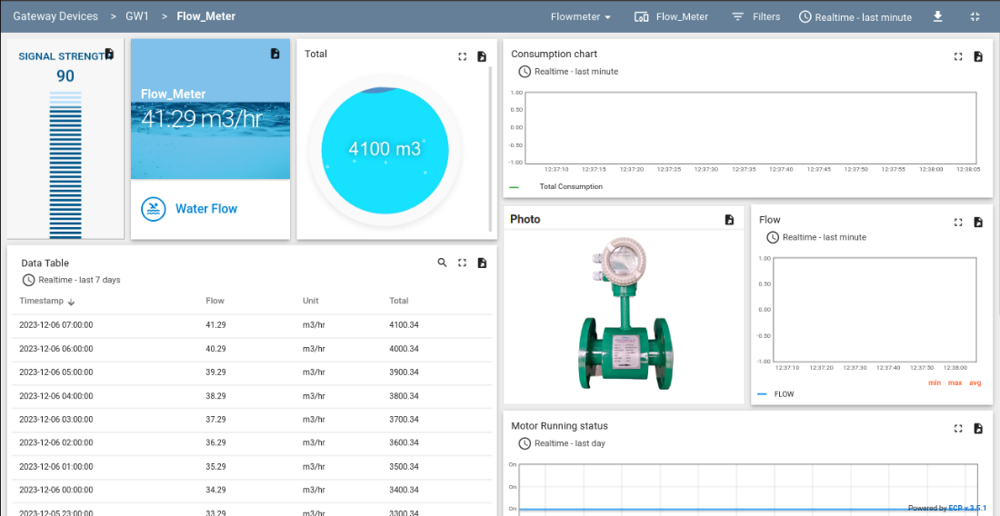 Gateway Devices > GW1 > Flow_Meter
Flowmeter
Flow_Meter
Filters
Realtime - last minute
SIGNAL STRENGTH
90
Flow_Meter
41.29 m3/hr
Water Flow
Total
4100 m3
Consumption chart
Realtime - last minute
1.00
0.50
0.00
-0.50
-1.00
12:37:10 12:37:15 12:37:20 12:37:25 12:37:30 12:37:35 12:37:40 12:37:45 12:37:50 12:37:55 12:38:00 12:38:05
Total Consumption
Photo
Flow
Realtime - last minute
1.00
0.50
0.00
-0.50
-1.00
12:37:10 12:37:20 12:37:30 12:37:40 12:37:50 12:38:00
min max avg
FLOW
Data Table
Realtime - last 7 days
Timestamp Flow Unit Total
2023-12-06 07:00:00 41.29 m3/hr 4100.34
2023-12-06 06:00:00 40.29 m3/hr 4000.34
2023-12-06 05:00:00 39.29 m3/hr 3900.34
2023-12-06 04:00:00 38.29 m3/hr 3800.34
2023-12-06 03:00:00 37.29 m3/hr 3700.34
2023-12-06 02:00:00 36.29 m3/hr 3600.34
2023-12-06 01:00:00 35.29 m3/hr 3500.34
2023-12-06 00:00:00 34.29 m3/hr 3400.34
2023-12-05 23:00:00 33.29 m3/hr 3300.34
Motor Running status
Realtime - last day
On
On
On
Powered by ECP v.3.5.1